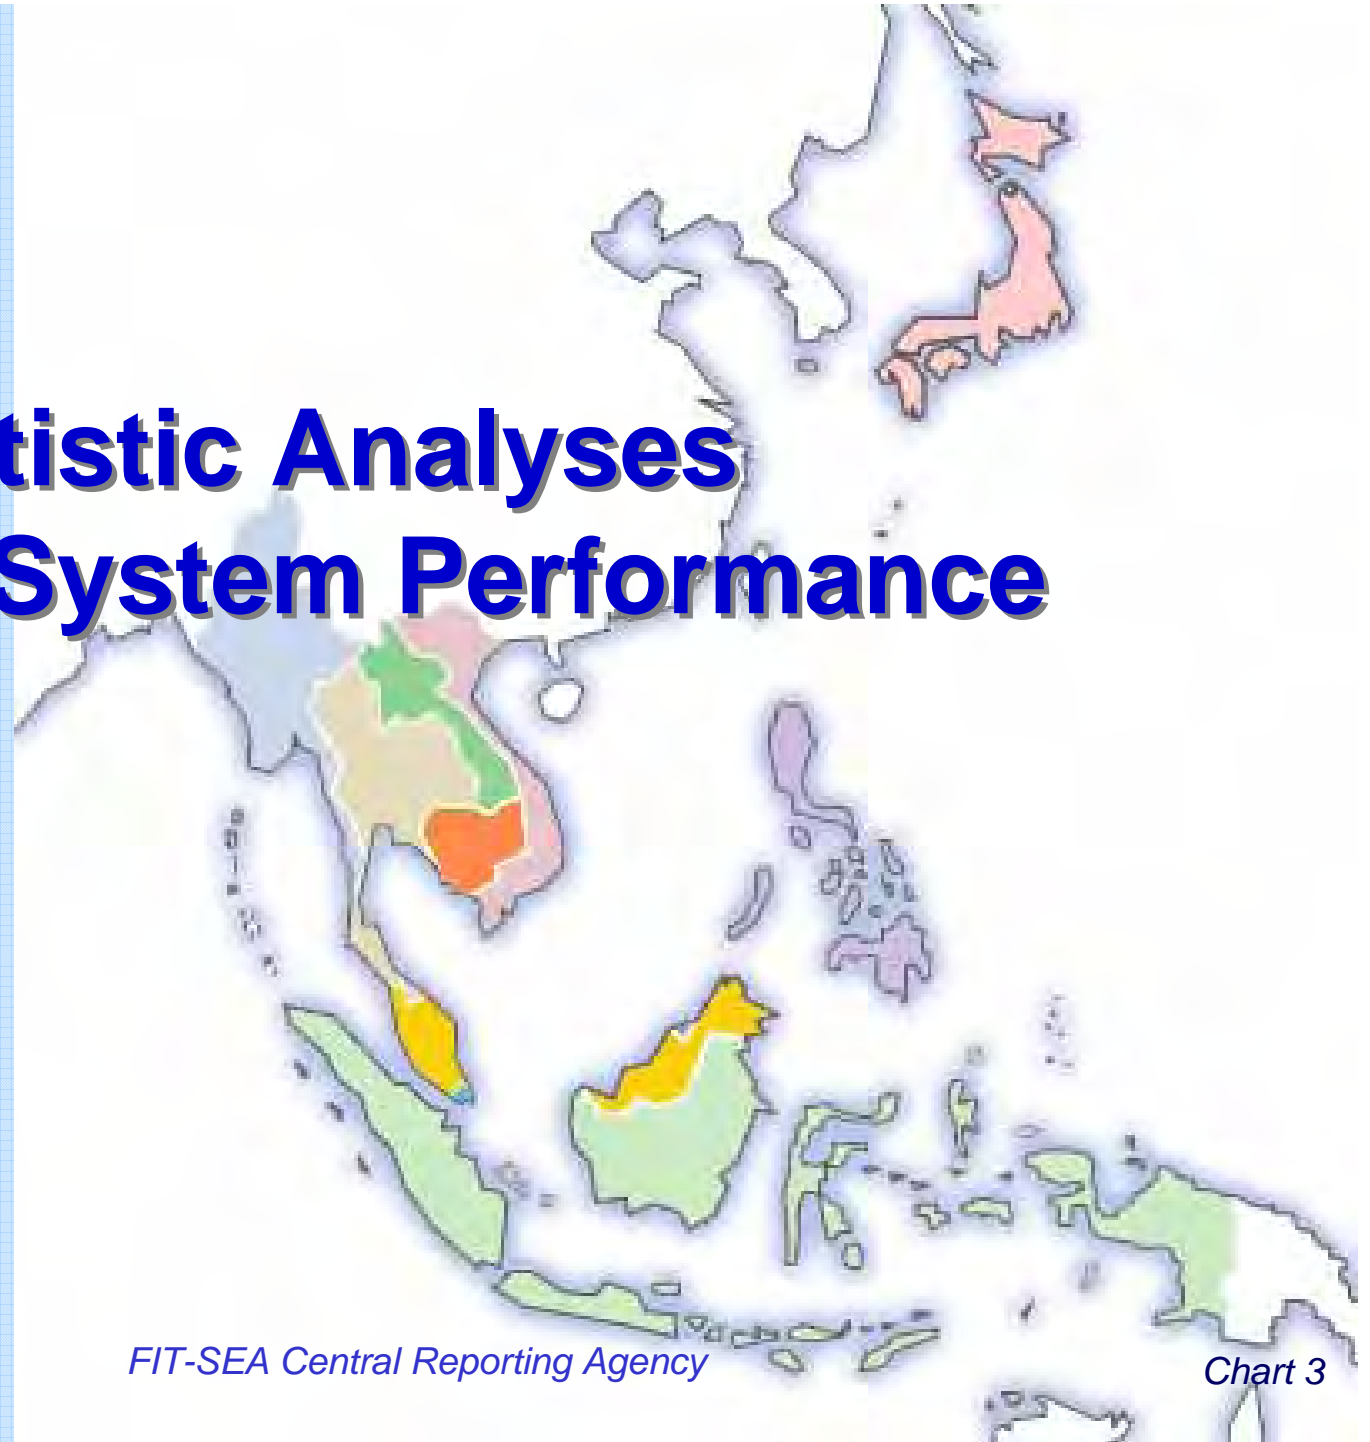 tistic Analyses
System Performance
FIT-SEA Central Reporting Agency
Chart 3